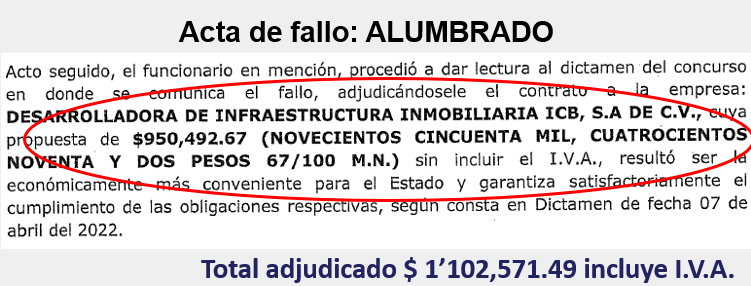 Acta de fallo: ALUMBRADO
Acto seguido, el funcionario en mención, procedió a dar lectura al dictamen del concurso
en donde se comunica el fallo, adjudicándosele el contrato a la empresa:
DESARROLLADORA DE INFRAESTRUCTURA INMOBILIARIA ICB, S.A DE C.V., cuya
propuesta de $950,492.67 (NOVECIENTOS CINCUENTA MIL, CUATROCIENTOS
NOVENTA Y DOS PESOS 67/100 M.N.) sin incluir el I.V.A., resultó ser la
económicamente más conveniente para el Estado y garantiza satisfactoriamente el
cumplimiento de las obligaciones respectivas, según consta en Dictamen de fecha 07 de
abril del 2022.
Total adjudicado $ 1’102,571.49 incluye I.V.A.